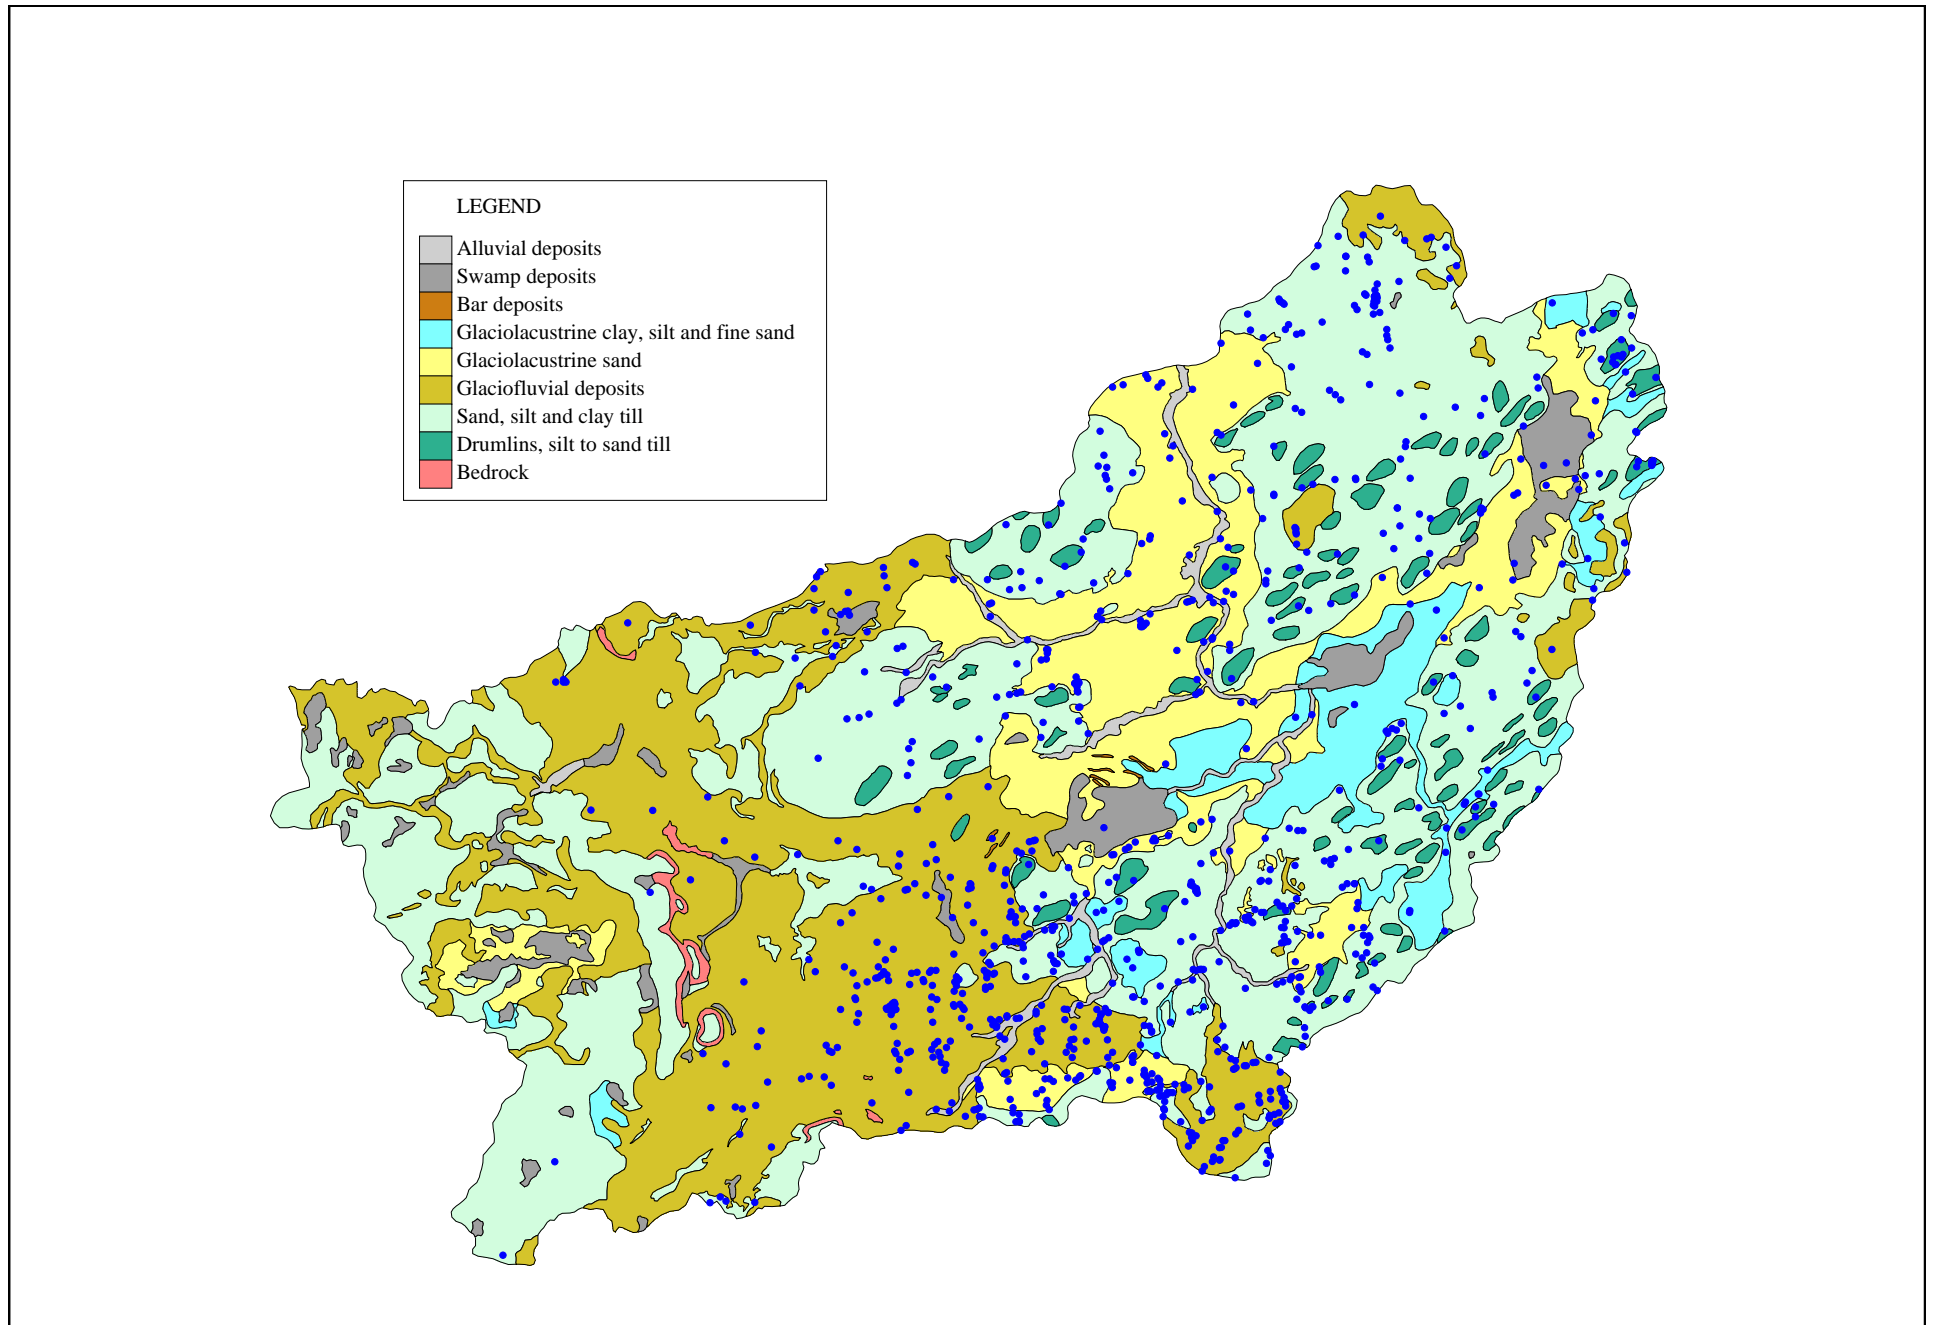 LEGEND
Alluvial deposits
Swamp deposits
Bar deposits
Glaciolacustrine clay, silt and fine sand
Glaciolacustrine sand
Glaciofluvial deposits
Sand, silt and clay till
Drumlins, silt to sand till
Bedrock